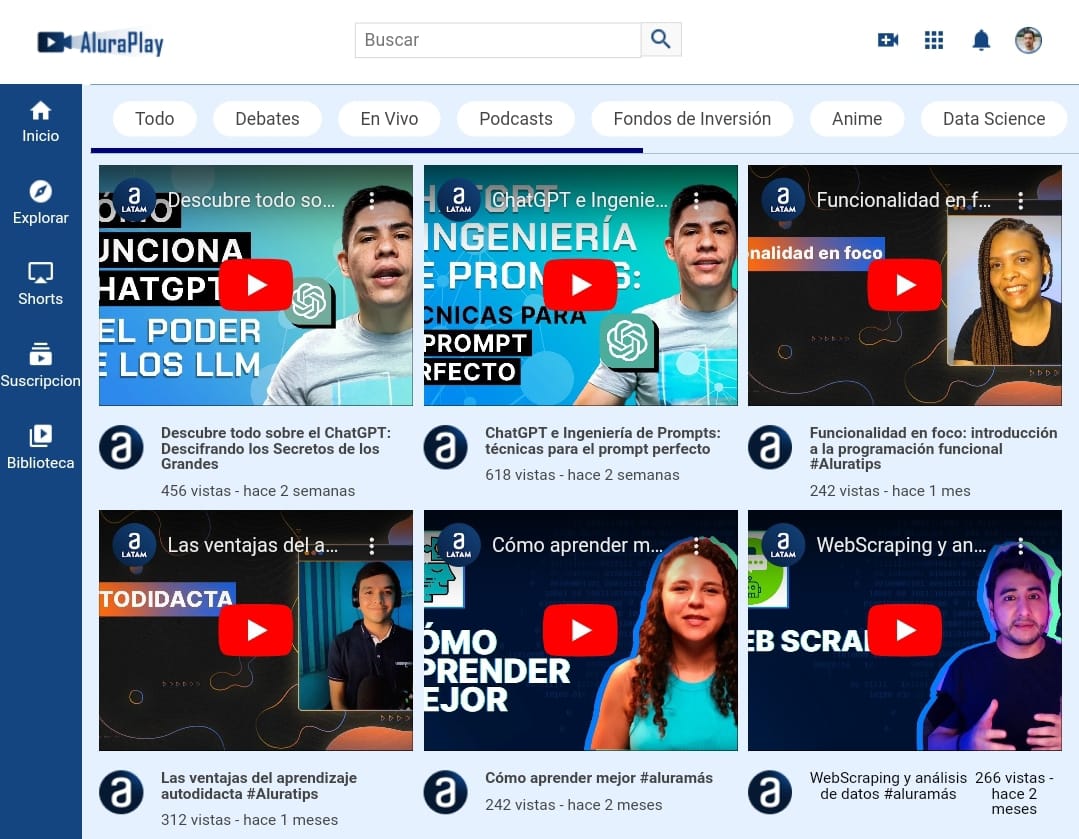 AluraPlay
Buscar
Inicio
Explorar
Shorts
Suscripcion
Biblioteca
Todo
Debates
En Vivo
Podcasts
Fondos de Inversión
Anime
Data Science
a
LATAM
Descubre todo so...
UNCIONA
HATGPT
EL PODER
E LOS LLM
a
LATAM
ChatGPT e Ingenie...
INGENIERÍA
E PROM TS:
CNICAS PARA
PROMPT
RFECTO
a
LATAM
Funcionalidad en f...
nalidad en foco
a
Descubre todo sobre el ChatGPT:
Descifrando los Secretos de los
Grandes
456 vistas - hace 2 semanas
a
ChatGPT e Ingeniería de Prompts:
técnicas para el prompt perfecto
618 vistas - hace 2 semanas
a
Funcionalidad en foco: introducción
a la programación funcional
#Aluratips
242 vistas - hace 1 mes
a
LATAM
Las ventajas del a...
TODIDACTA
a
LATAM
Cómo aprender m...
ÓMO
PRENDER
EJOR
a
LATAM
WebScraping y an...
EB SCRA
a
Las ventajas del aprendizaje
autodidacta #Aluratips
312 vistas - hace 1 meses
a
Cómo aprender mejor #aluramás
242 vistas - hace 2 meses
a
WebScraping y análisis
de datos #aluramás
266 vistas -
hace 2
meses